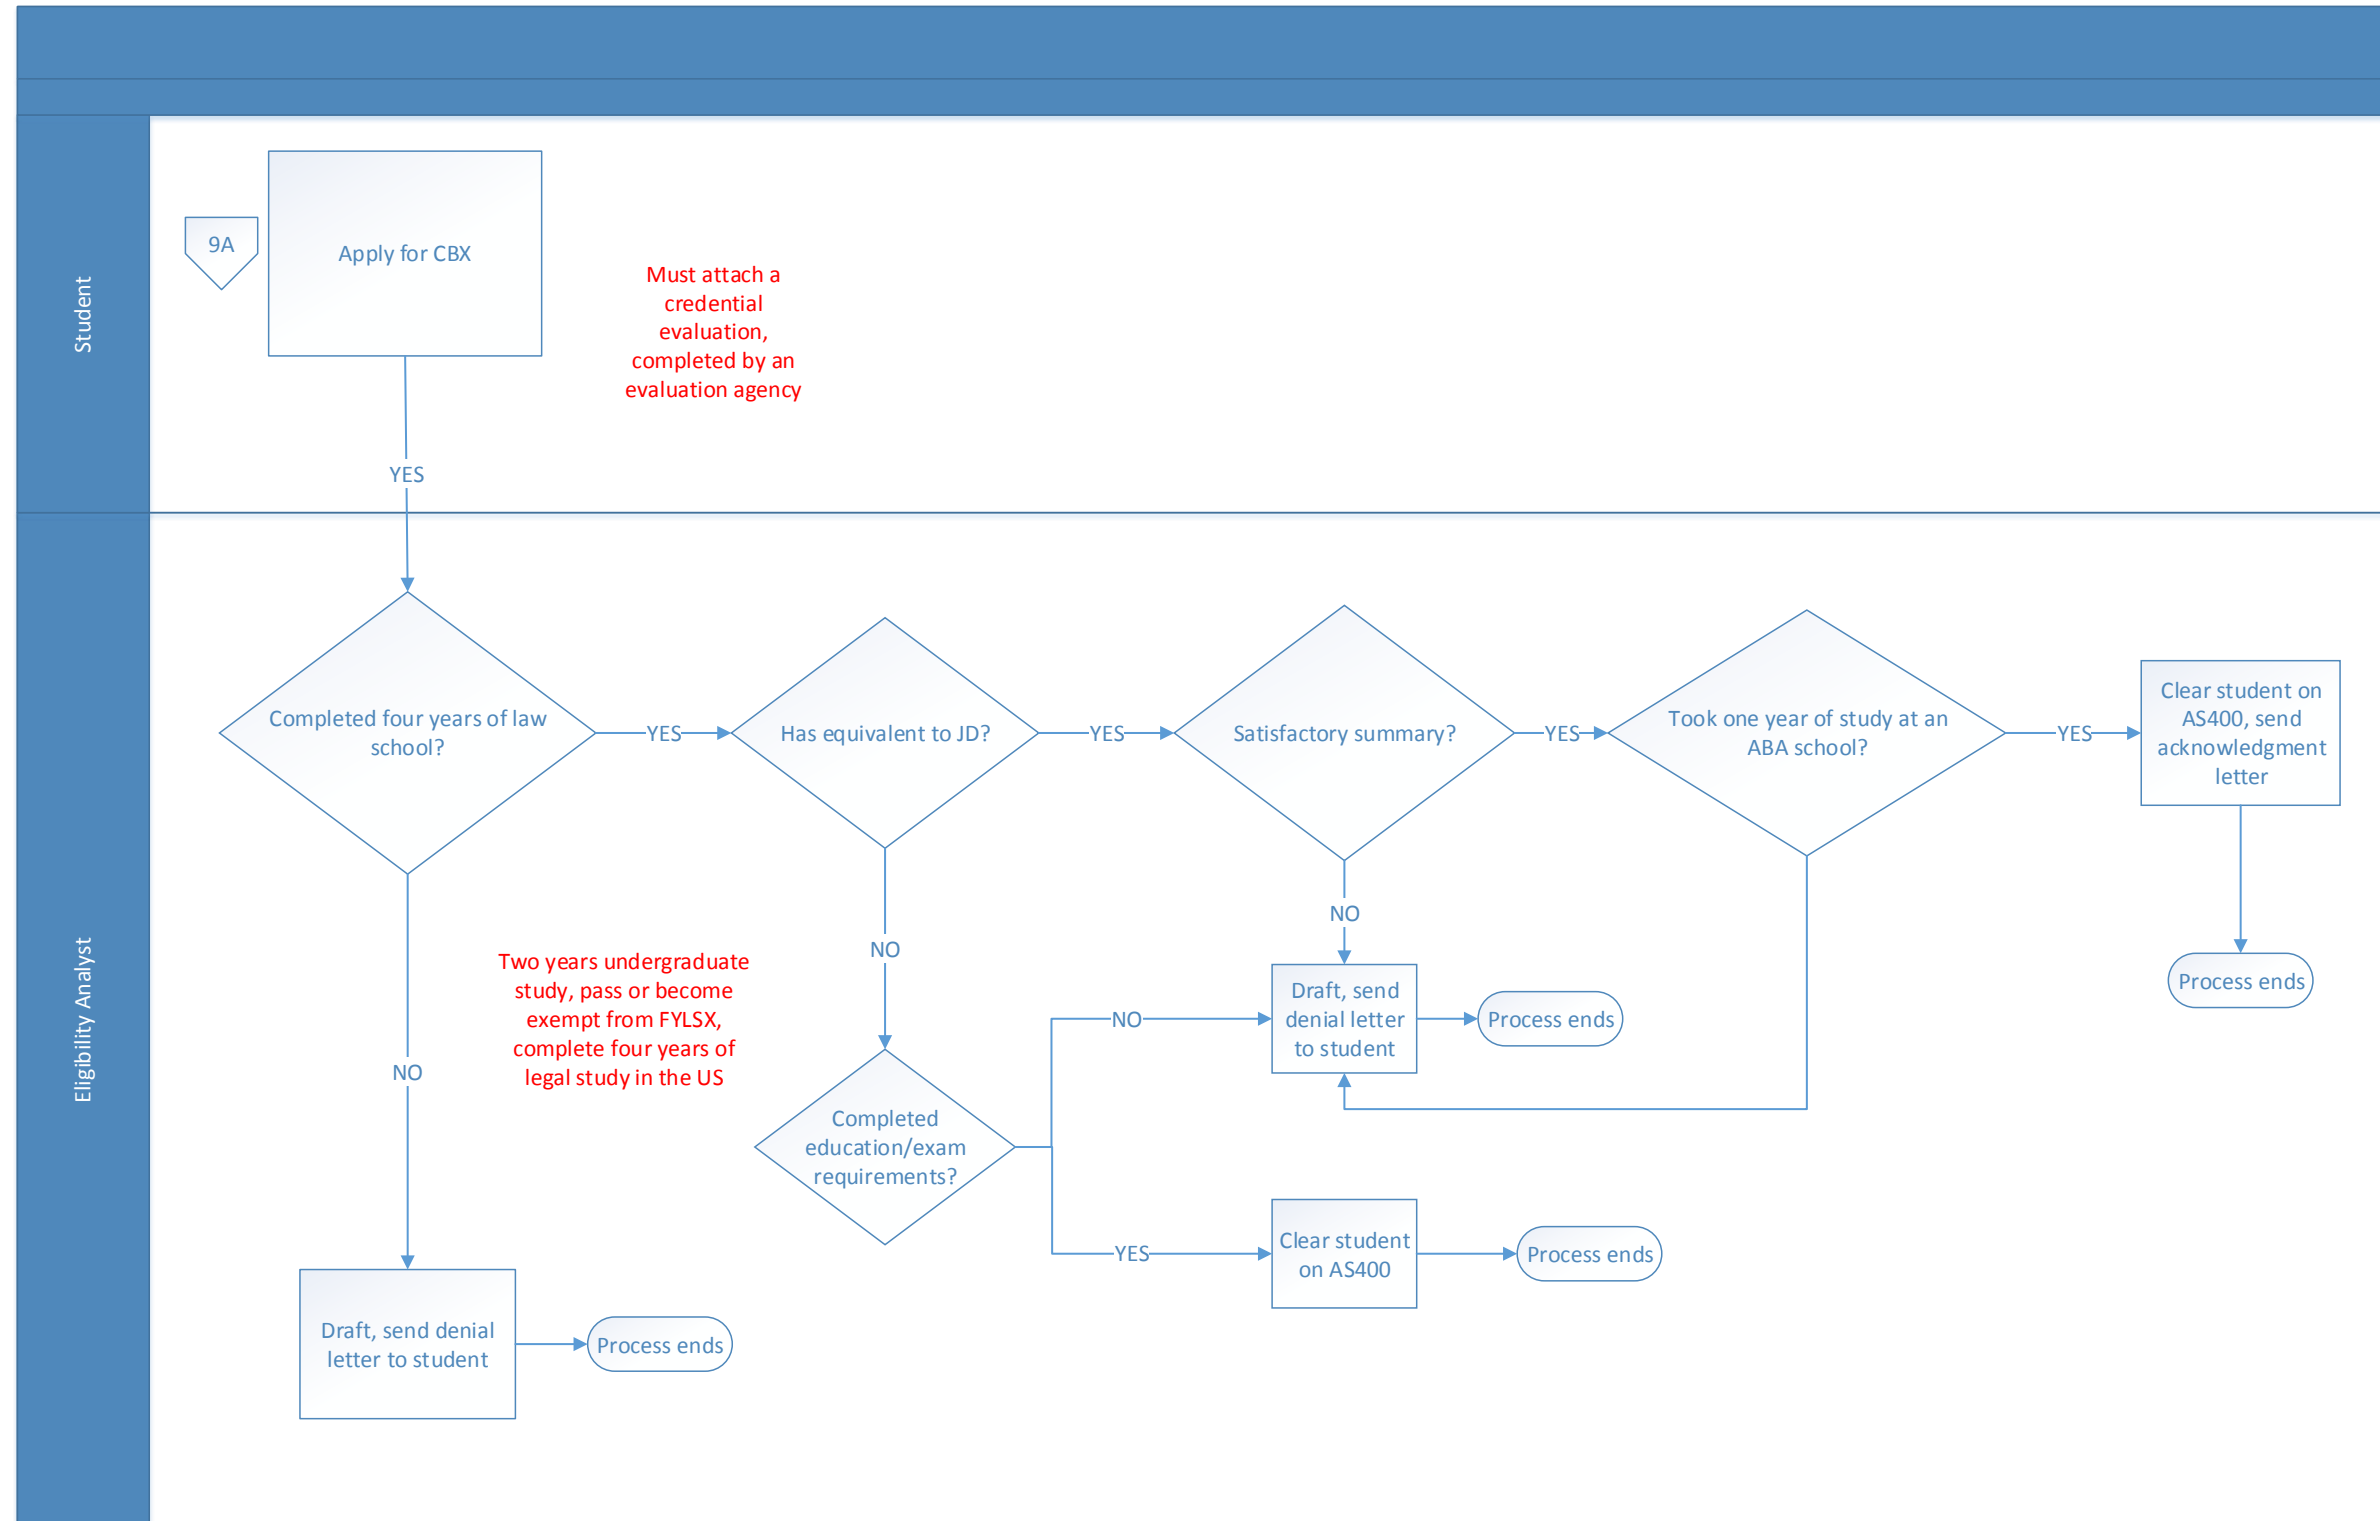 Student
9A
Apply for CBX
Must attach a
credential
evaluation,
completed by an
evaluation agency
YES
Eligibility Analyst
Completed four years of law
school?
YES
Has equivalent to JD?
YES
Satisfactory summary?
YES
Took one year of study at an
ABA school?
YES
Clear student on
AS400, send
acknowledgment
letter
Process ends
NO
Two years undergraduate
study, pass or become
exempt from FYLSX,
complete four years of
legal study in the US
NO
NO
Draft, send
denial letter
to student
Process ends
NO
Completed
education/exam
requirements?
YES
Clear student
on AS400
Process ends
Draft, send denial
letter to student
Process ends